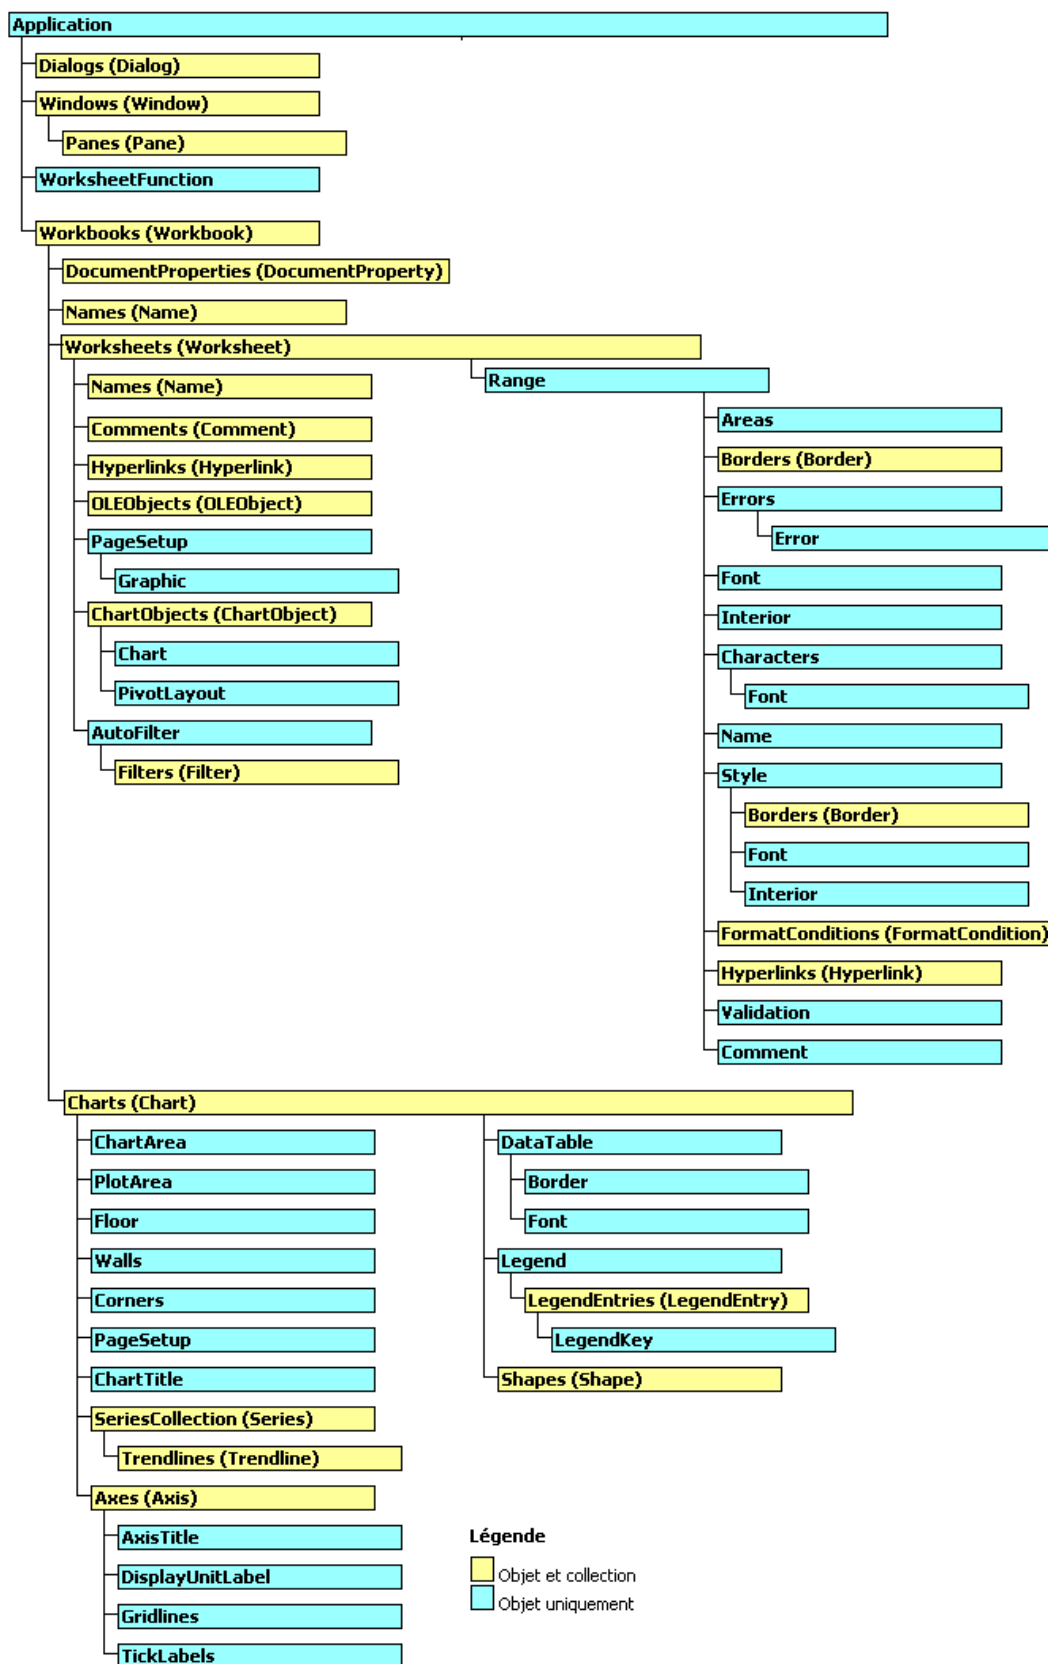 Application
Dialogs (Dialog)
Windows (Window)
Panes (Pane)
WorksheetFunction
Workbooks (Workbook)
DocumentProperties (DocumentProperty)
Names (Name)
Worksheets (Worksheet)
Names (Name)
Comments (Comment)
Hyperlinks (Hyperlink)
OLEObjects (OLEObject)
PageSetup
Graphic
ChartObjects (ChartObject)
Chart
PivotLayout
AutoFilter
Filters (Filter)
Range
Areas
Borders (Border)
Errors
Error
Font
Interior
Characters
Font
Name
Style
Borders (Border)
Font
Interior
FormatConditions (FormatCondition)
Hyperlinks (Hyperlink)
Validation
Comment
Charts (Chart)
ChartArea
PlotArea
Floor
Walls
Corners
PageSetup
ChartTitle
SeriesCollection (Series)
Trendlines (Trendline)
Axes (Axis)
AxisTitle
DisplayUnitLabel
Gridlines
TickLabels
DataTable
Border
Font
Legend
LegendEntries (LegendEntry)
LegendKey
Shapes (Shape)
Légende
Objet et collection
Objet uniquement